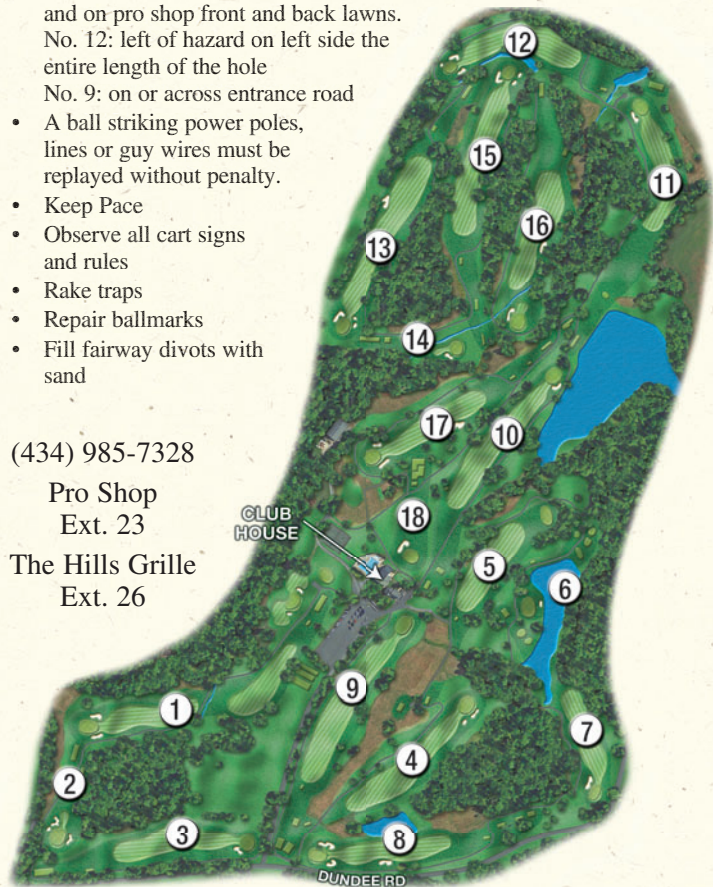 and on pro shop front and back lawns.
No. 12: left of hazard on left side the
entire length of the hole
No. 9: on or across entrance road
• A ball striking power poles,
lines or guy wires must be
replayed without penalty.
• Keep Pace
• Observe all cart signs
and rules
• Rake traps
• Repair ballmarks
• Fill fairway divots with
sand
(434) 985-7328
Pro Shop
Ext. 23
The Hills Grille
Ext. 26
12
15
11
16
13
14
17
10
18
CLUB
HOUSE
5
6
9
1
7
4
2
3
8
DUNDEE RD